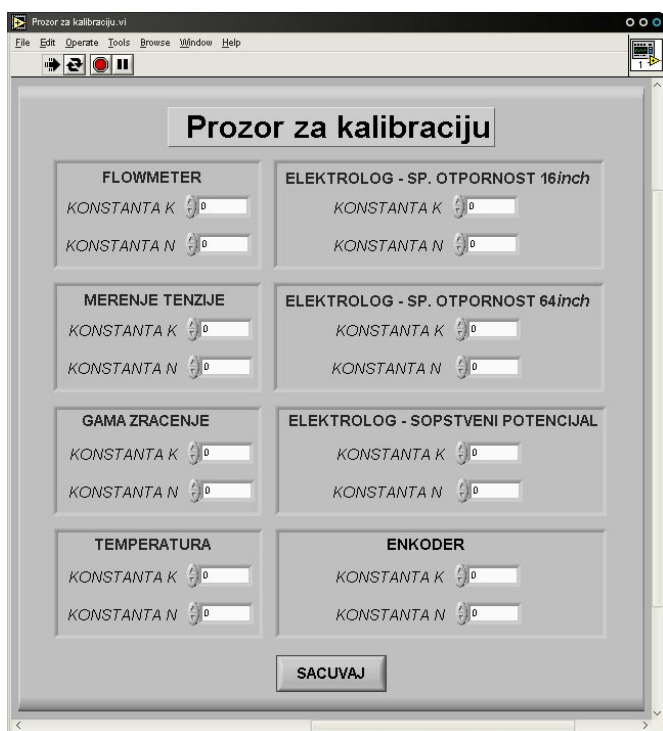 Prozor za kalibraciju.vi
File Edit Operate Tools Browse Window Help
1
Prozor za kalibraciju
FLOWMETER
KONSTANTA K 0
KONSTANTA N 0
ELEKTROLOG - SP. OTPORNOST 16inch
KONSTANTA K 0
KONSTANTA N 0
MERENJE TENZIJE
KONSTANTA K 0
KONSTANTA N 0
ELEKTROLOG - SP. OTPORNOST 64inch
KONSTANTA K 0
KONSTANTA N 0
GAMA ZRACENJE
KONSTANTA K 0
KONSTANTA N 0
ELEKTROLOG - SOPSTVENI POTENCIJAL
KONSTANTA K 0
KONSTANTA N 0
TEMPERATURA
KONSTANTA K 0
KONSTANTA N 0
ENKODER
KONSTANTA K 0
KONSTANTA N 0
SACUVAJ